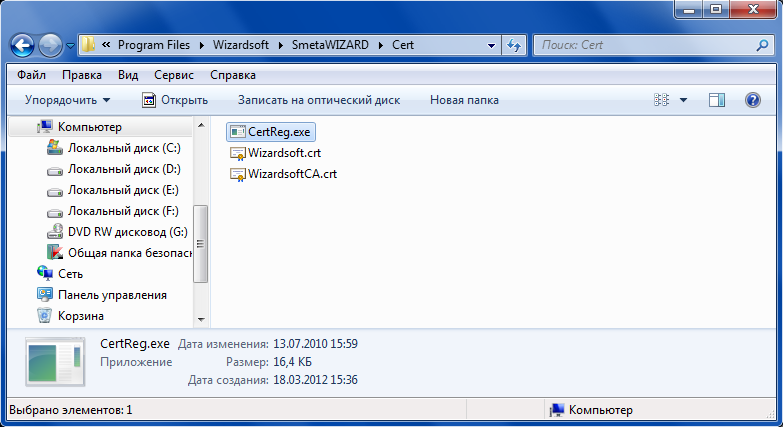 Program Files Wizardsoft SmetaWIZARD Cert Поиск: Cert
Файл Правка Вид Сервис Справка
Упорядочить Открыть Записать на оптический диск Новая папка
Компьютер
Локальный диск (C:)
Локальный диск (D:)
Локальный диск (E:)
Локальный диск (F:)
DVD RW дисковод (G:)
Общая папка безопас
Сеть
Панель управления
Корзина
CertReg.exe
Wizardsoft.crt
WizardsoftCA.crt
CertReg.exe Дата изменения: 13.07.2010 15:59
Приложение Размер: 16,4 КБ
Дата создания: 18.03.2012 15:36
Выбрано элементов: 1 Компьютер